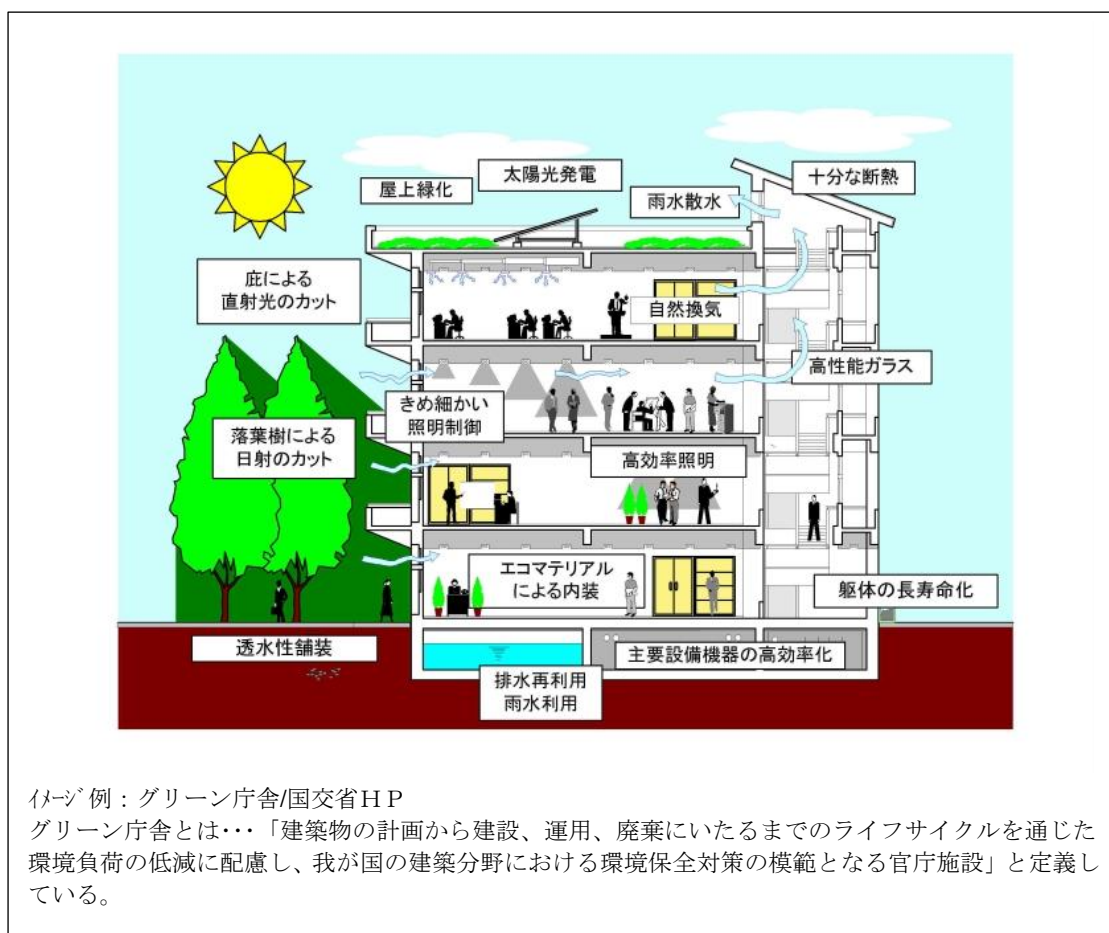 太陽光発電
屋上緑化
雨水散水
十分な断熱
庇による
直射光のカット
自然換気
高性能ガラス
きめ細かい
照明制御
落葉樹による
日射のカット
高効率照明
エコマテリアル
による内装
躯体の長寿命化
透水性舗装
主要設備機器の高効率化
排水再利用
雨水利用
イメージ例：グリーン庁舎/国交省ＨＰ
グリーン庁舎とは･･･「建築物の計画から建設、運用、廃棄にいたるまでのライフサイクルを通じた
環境負荷の低減に配慮し、我が国の建築分野における環境保全対策の模範となる官庁施設」と定義し
ている。